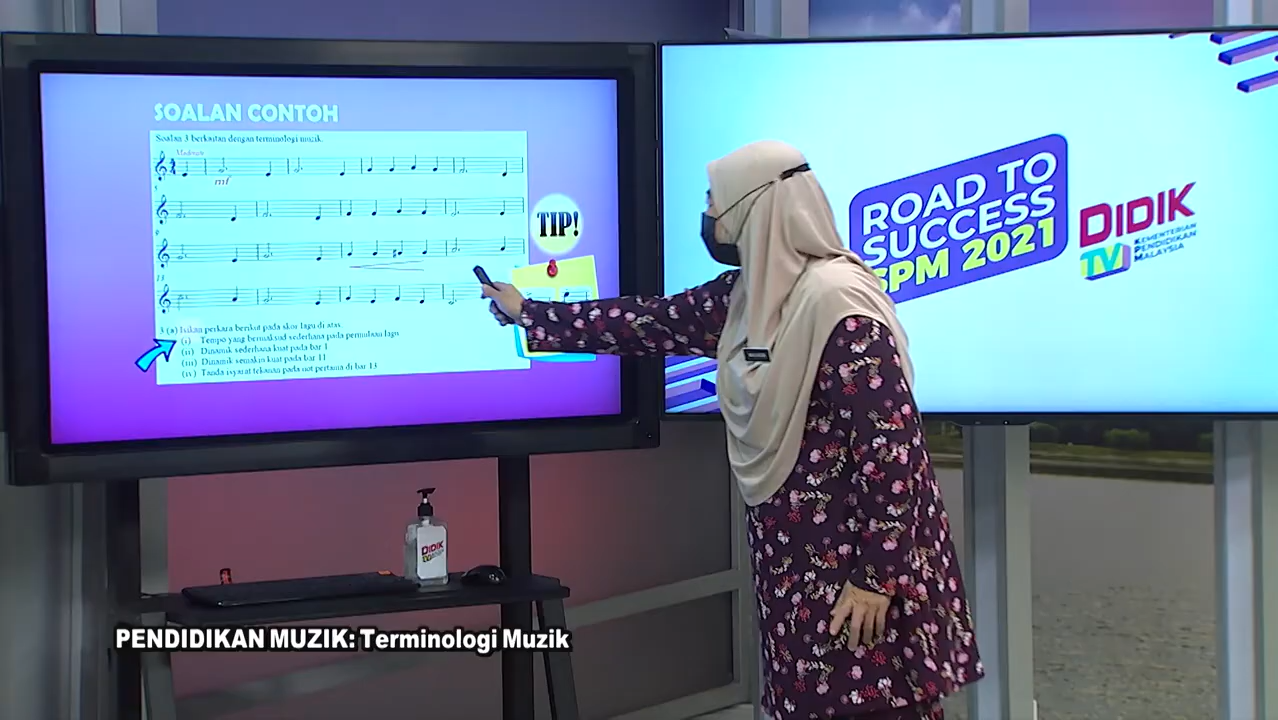 SOALAN CONTOH
Soalan 3 berkaitan dengan terminologi muzik.
Moderato
mf
3 (a) Isikan perkara berikut pada skor lagu di atas
(i) Tempo yang bermaksud sederhana pada permulaan lagu
(ii) Dinamik sederhana kuat pada bar 1
(iii) Dinamik semakin kuat pada bar 11
(iv) Tanda isyarat tekanan pada not pertama di bar 13
TIP!
ROAD TO
SUCCESS
SPM 2021
DIDIK
TV
KEMENTERIAN
PENDIDIKAN
MALAYSIA
DIDIK
TV
PENDIDIKAN MUZIK: Terminologi Muzik